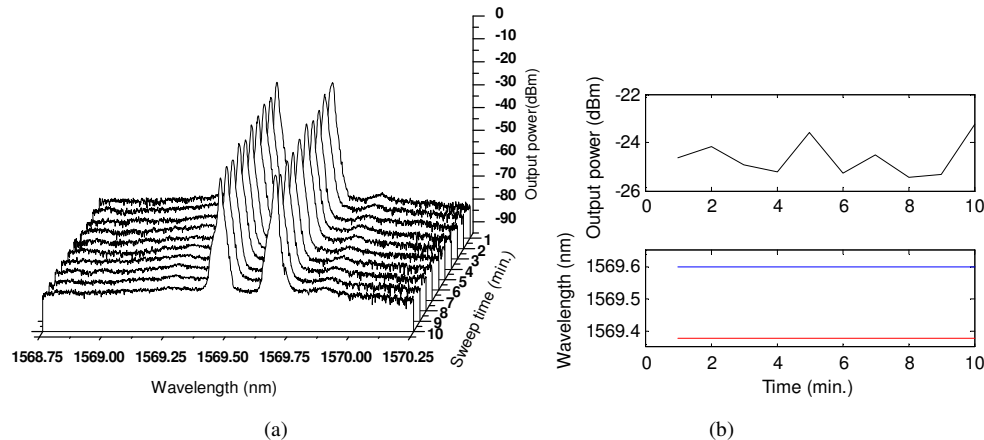 0
-10
-20
-30
-40
-50
-60
-70
-80
-90
Output power(dBm)
1
2
3
4
5
6
7
8
9
10
Sweep time (min.)
1568.75 1569.00 1569.25 1569.50 1569.75 1570.00 1570.25
Wavelength (nm)
(a)
Output power (dBm)
-22
-24
-26
0 2 4 6 8 10
Wavelength (nm)
1569.6
1569.5
1569.4
0 2 4 6 8 10
Time (min.)
(b)